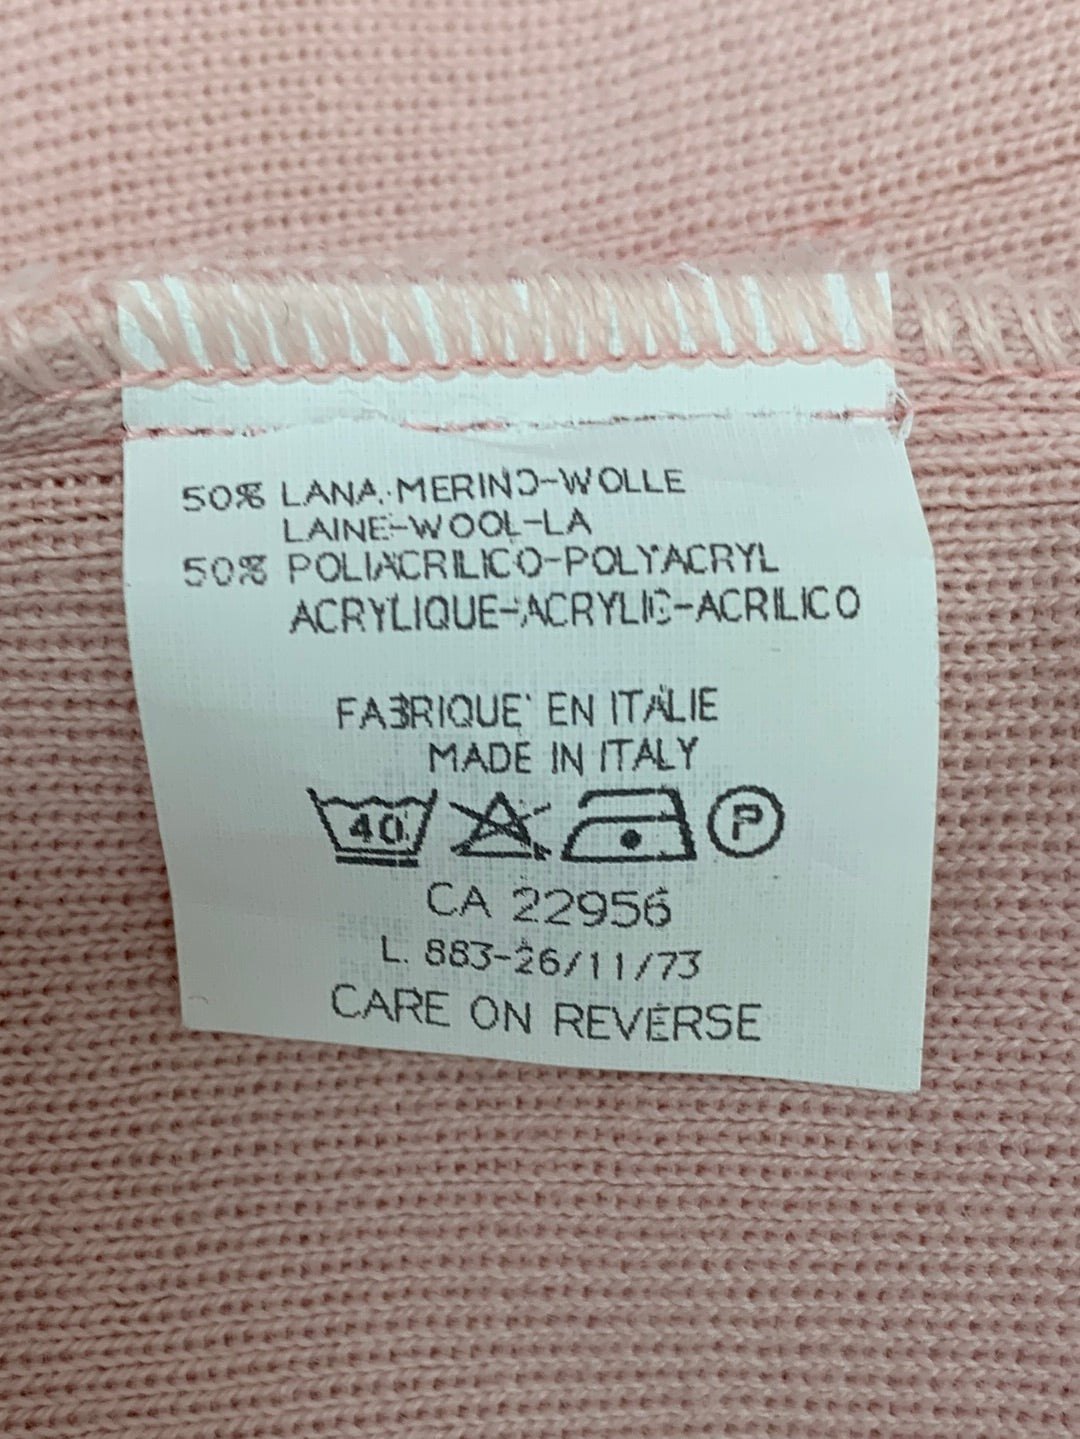 50% LANA-MERINO-WOLLE
LAINE-WOOL-LA
50% POLIACRILICO-POLYACRYL
ACRYLIQUE-ACRYLIC-ACRILICO
FABRIQUE' EN ITALIE
MADE IN ITALY
40 P
CA 22956
L. 883-26/11/73
CARE ON REVERSE